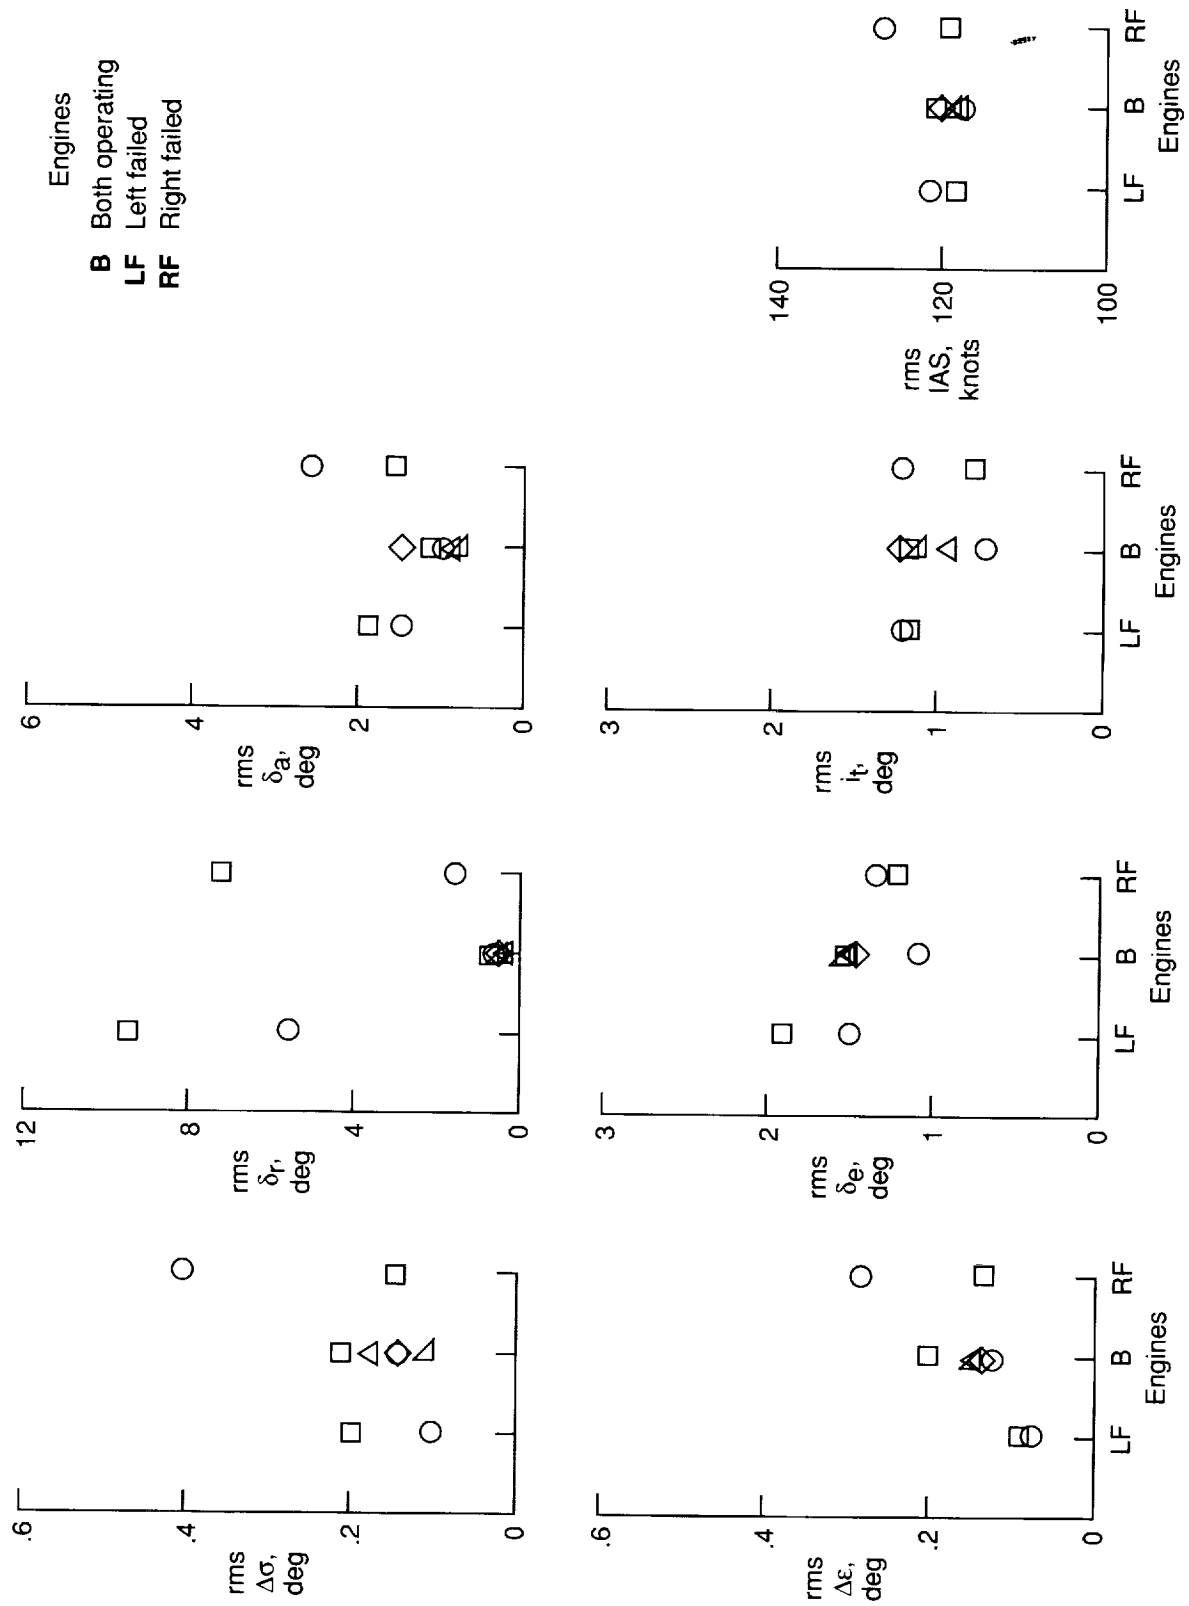 Engines
B Both operating
LF Left failed
RF Right failed
.6
.4
.2
0
rms
Δσ,
deg
12
8
4
0
rms
δr,
deg
6
4
2
0
rms
δa,
deg
.6
.4
.2
0
rms
Δε,
deg
LF B RF
Engines
3
2
1
0
rms
δe,
deg
LF B RF
Engines
3
2
1
0
rms
it,
deg
LF B RF
Engines
140
120
100
rms
IAS,
knots
LF B RF
Engines